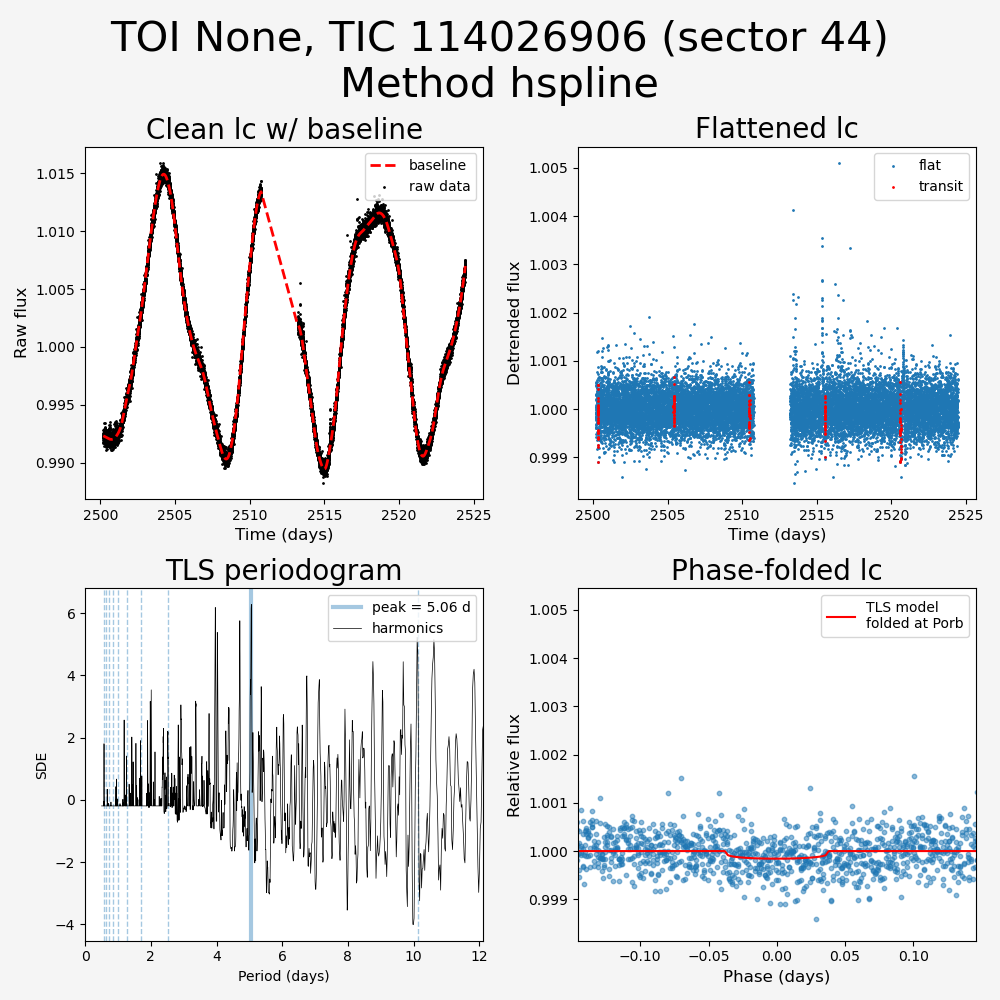 TOI None, TIC 114026906 (sector 44)
Method hspline
Clean lc w/ baseline
baseline
raw data
Raw flux
1.015
1.010
1.005
1.000
0.995
0.990
2500
2505
2510
2515
2520
2525
Time (days)
Flattened lc
flat
transit
Detrended flux
1.005
1.004
1.003
1.002
1.001
1.000
0.999
2500
2505
2510
2515
2520
2525
Time (days)
TLS periodogram
peak = 5.06 d
harmonics
SDE
6
4
2
0
−2
−4
0
2
4
6
8
10
12
Period (days)
Phase-folded lc
TLS model
folded at Porb
Relative flux
1.005
1.004
1.003
1.002
1.001
1.000
0.999
−0.10
−0.05
0.00
0.05
0.10
Phase (days)